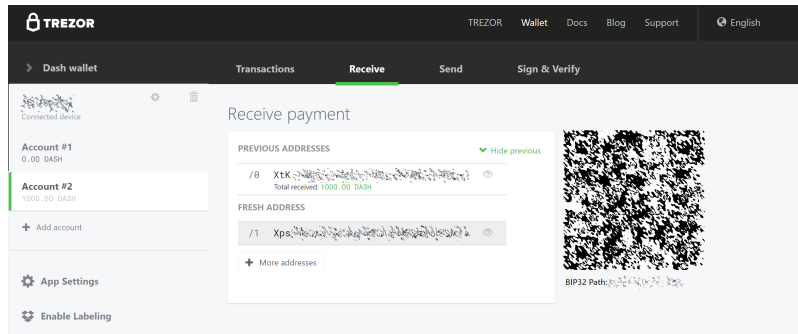 TREZOR
TREZOR Wallet Docs Blog Support English
Dash wallet
Transactions Receive Send Sign & Verify
Connected device
Account #1
0.00 DASH
Account #2
1000.00 DASH
Add account
App Settings
Enable Labeling
Receive payment
PREVIOUS ADDRESSES
Hide previous
/0 XtK
Total received: 1000.00 DASH
FRESH ADDRESS
/1 Xps
More addresses
BIP32 Path: